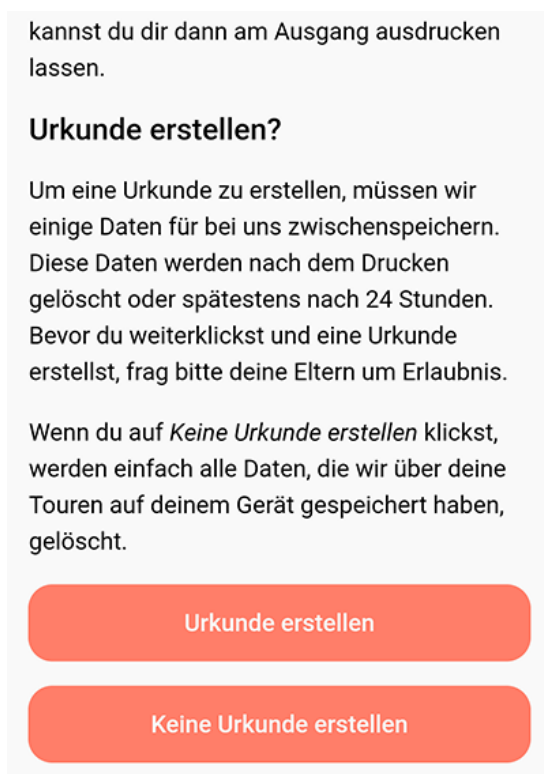 kannst du dir dann am Ausgang ausdrucken
lassen.
Urkunde erstellen?
Um eine Urkunde zu erstellen, müssen wir
einige Daten für bei uns zwischenspeichern.
Diese Daten werden nach dem Drucken
gelöscht oder spätestens nach 24 Stunden.
Bevor du weiterklickst und eine Urkunde
erstellst, frag bitte deine Eltern um Erlaubnis.
Wenn du auf Keine Urkunde erstellen klickst,
werden einfach alle Daten, die wir über deine
Touren auf deinem Gerät gespeichert haben,
gelöscht.
Urkunde erstellen
Keine Urkunde erstellen